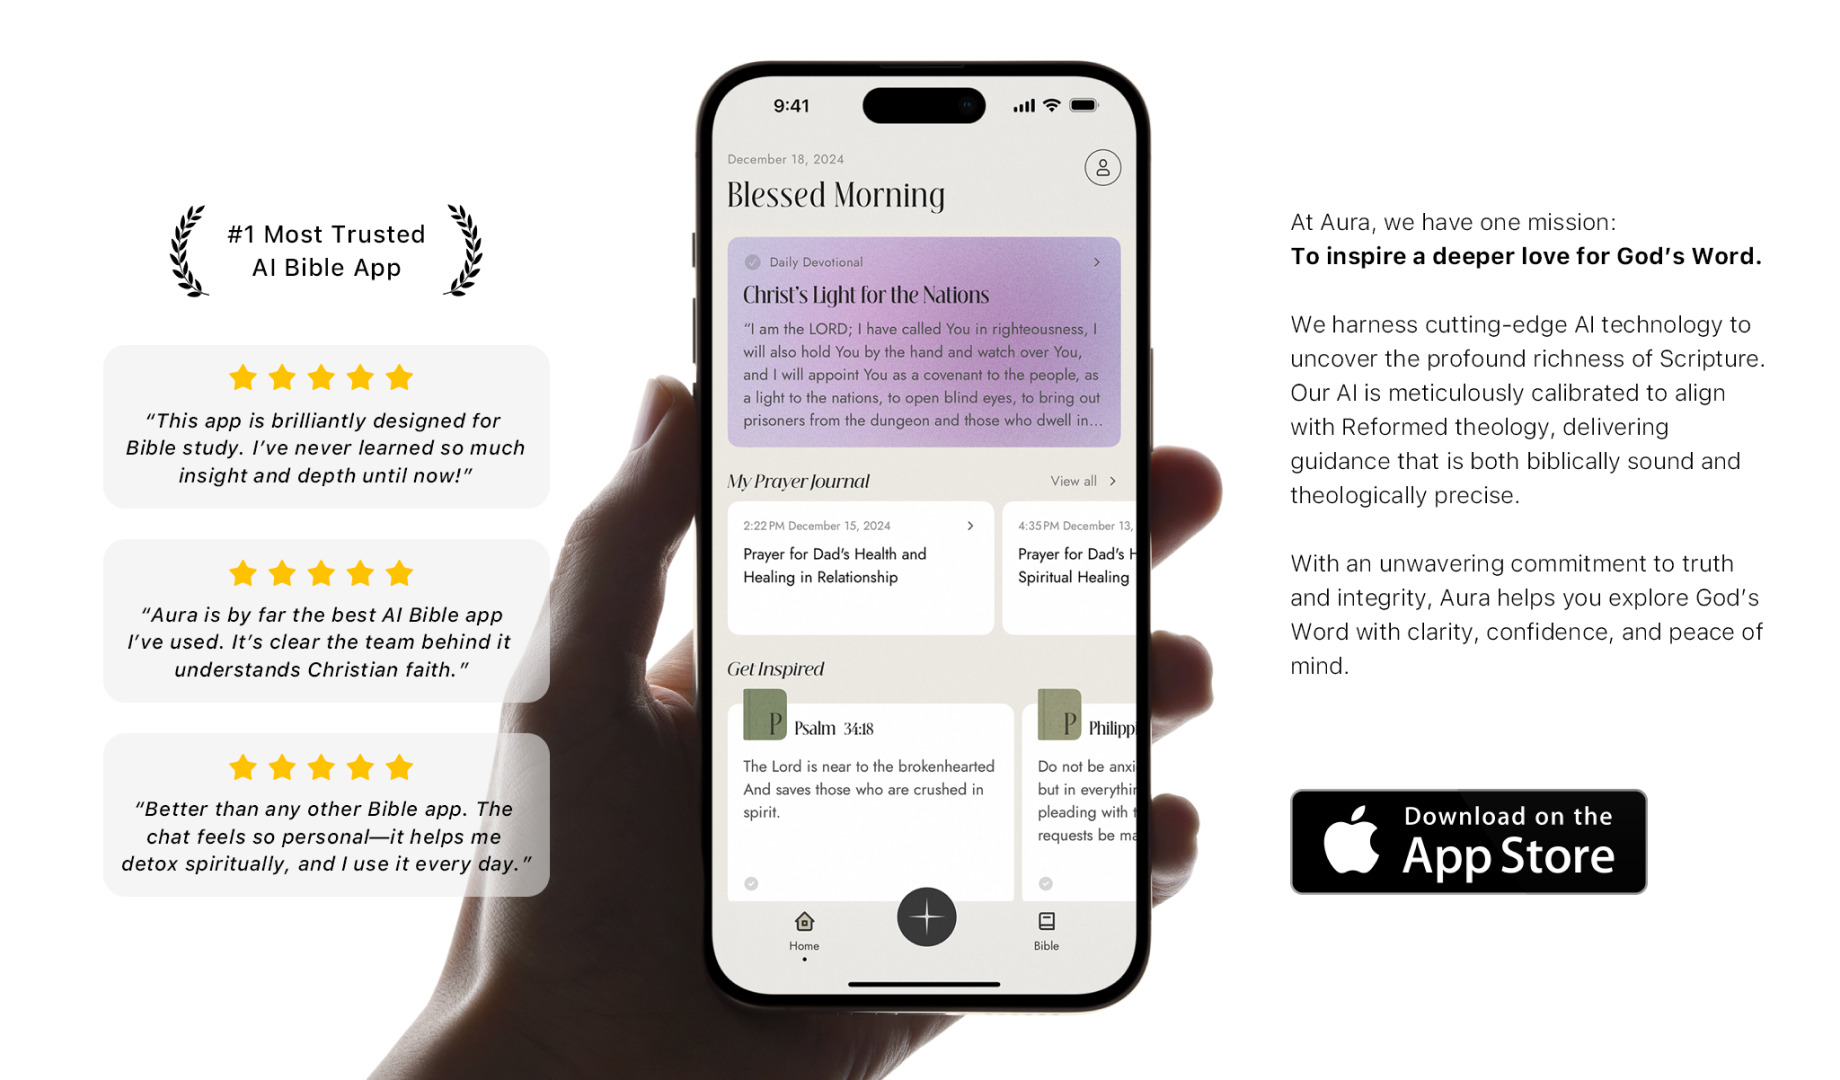 #1 Most Trusted
AI Bible App
“This app is brilliantly designed for
Bible study. I’ve never learned so much
insight and depth until now!”
“Aura is by far the best AI Bible app
I’ve used. It’s clear the team behind it
understands Christian faith.”
“Better than any other Bible app. The
chat feels so personal—it helps me
detox spiritually, and I use it every day.”
9:41
December 18, 2024
Blessed Morning
Daily Devotional
Christ’s Light for the Nations
“I am the LORD; I have called You in righteousness, I
will also hold You by the hand and watch over You,
and I will appoint You as a covenant to the people, as
a light to the nations, to open blind eyes, to bring out
prisoners from the dungeon and those who dwell in...
My Prayer Journal
View all
2:22 PM December 15, 2024
Prayer for Dad's Health and
Healing in Relationship
4:35 PM December 13,
Prayer for Dad's H
Spiritual Healing
Get Inspired
P
Psalm 34:18
The Lord is near to the brokenhearted
And saves those who are crushed in
spirit.
P
Philippi
Do not be anxi
but in everythin
pleading with t
requests be ma
Home
Bible
At Aura, we have one mission:
To inspire a deeper love for God’s Word.
We harness cutting-edge AI technology to
uncover the profound richness of Scripture.
Our AI is meticulously calibrated to align
with Reformed theology, delivering
guidance that is both biblically sound and
theologically precise.
With an unwavering commitment to truth
and integrity, Aura helps you explore God’s
Word with clarity, confidence, and peace of
mind.
Download on the
App Store